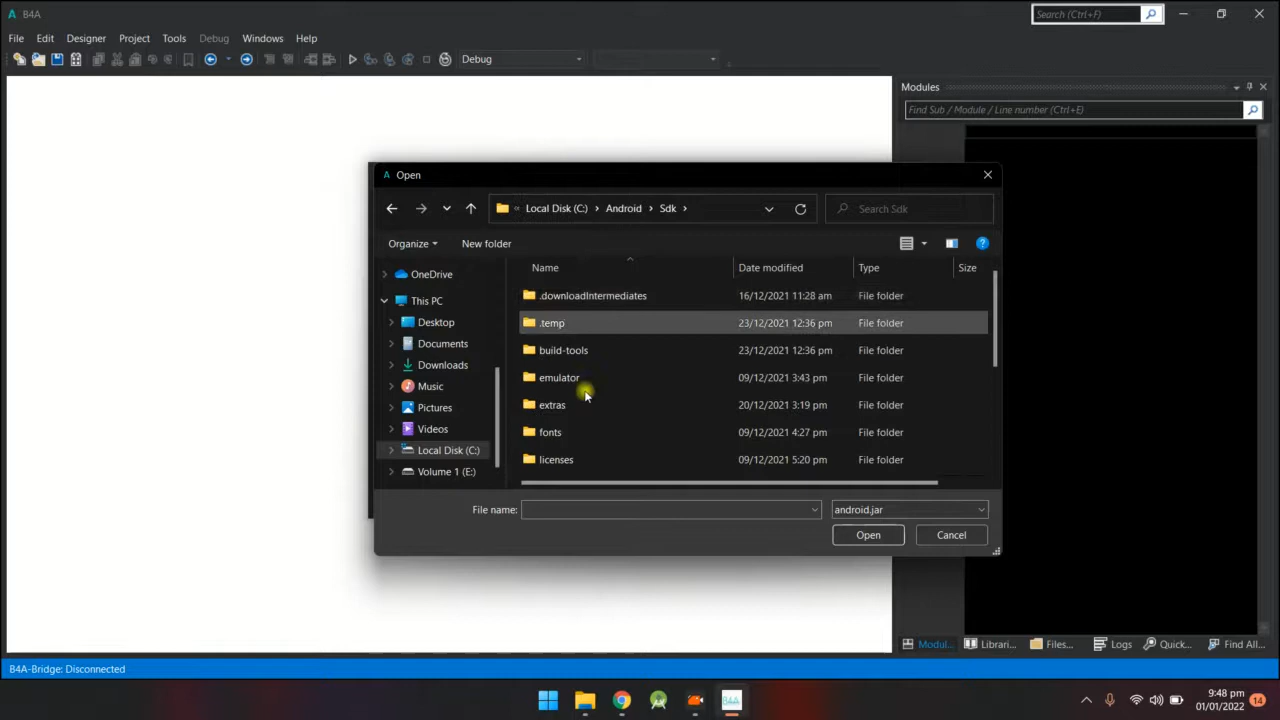 B4A
Search (Ctrl+F)
File Edit Designer Project Tools Debug Windows Help
Debug
Modules
Find Sub / Module / Line number (Ctrl+E)
Open
« Local Disk (C:) › Android › Sdk ›
Search Sdk
Organize New folder
Name Date modified Type Size
OneDrive
This PC
Desktop
Documents
Downloads
Music
Pictures
Videos
Local Disk (C:)
Volume 1 (E:)
.downloadIntermediates 16/12/2021 11:28 am File folder
.temp 23/12/2021 12:36 pm File folder
build-tools 23/12/2021 12:36 pm File folder
emulator 09/12/2021 3:43 pm File folder
extras 20/12/2021 3:19 pm File folder
fonts 09/12/2021 4:27 pm File folder
licenses 09/12/2021 5:20 pm File folder
File name: android.jar
Open Cancel
Modul... Librari... Files... Logs Quick... Find All...
B4A-Bridge: Disconnected
B4A
9:48 pm
01/01/2022
14